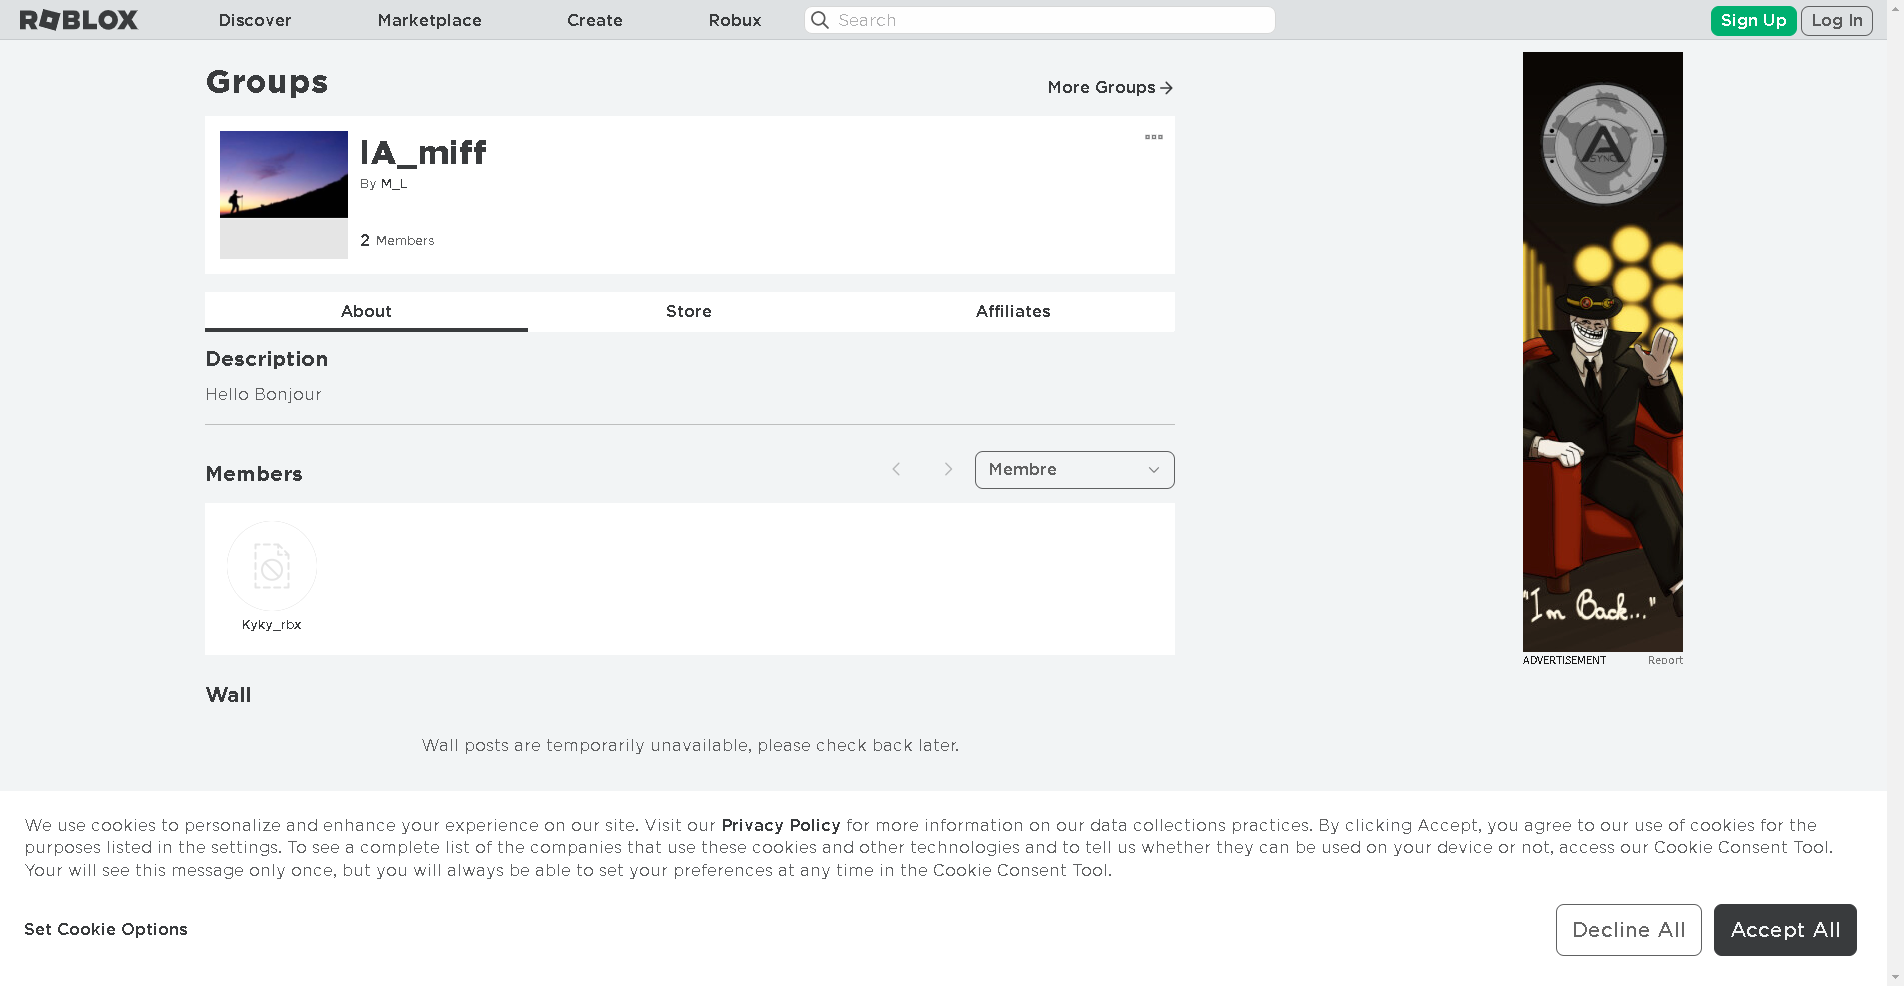 ROBLOX
Discover
Marketplace
Create
Robux
Search
Sign Up
Log In
Groups
More Groups
IA_miff
By M_L
2 Members
About
Store
Affiliates
Description
Hello Bonjour
Members
Membre
Kyky_rbx
Wall
Wall posts are temporarily unavailable, please check back later.
A
SYNC
"I'm Back..."
ADVERTISEMENT
Report
We use cookies to personalize and enhance your experience on our site. Visit our Privacy Policy for more information on our data collections practices. By clicking Accept, you agree to our use of cookies for the
purposes listed in the settings. To see a complete list of the companies that use these cookies and other technologies and to tell us whether they can be used on your device or not, access our Cookie Consent Tool.
Your will see this message only once, but you will always be able to set your preferences at any time in the Cookie Consent Tool.
Set Cookie Options
Decline All
Accept All